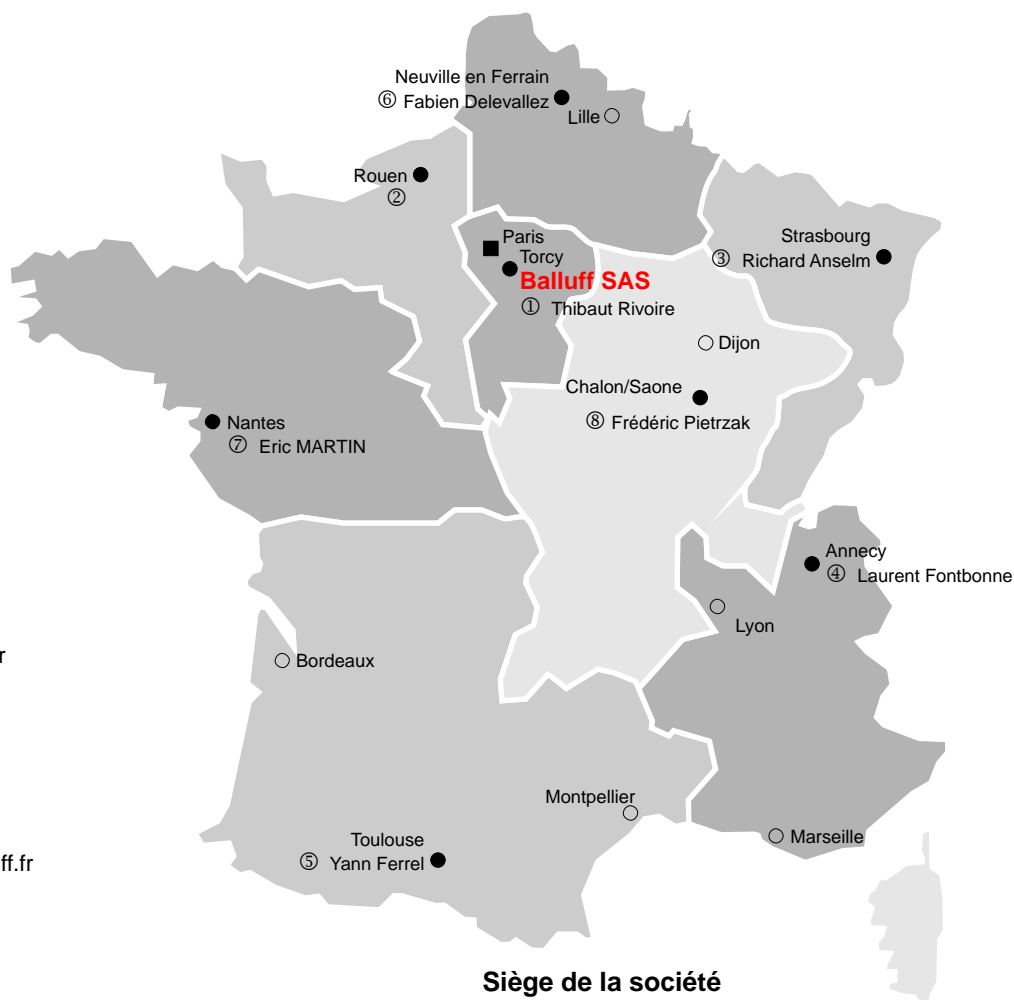 Neuville en Ferrain
⑥ Fabien Delevallez
Lille
Rouen
②
Paris
Torcy
Balluff SAS
① Thibaut Rivoire
Strasbourg
③ Richard Anselm
Dijon
Chalon/Saone
⑧ Frédéric Pietrzak
Nantes
⑦ Eric MARTIN
Annecy
④ Laurent Fontbonne
Lyon
r
Bordeaux
Montpellier
Marseille
Toulouse
⑤ Yann Ferrel
ff.fr
Siège de la société